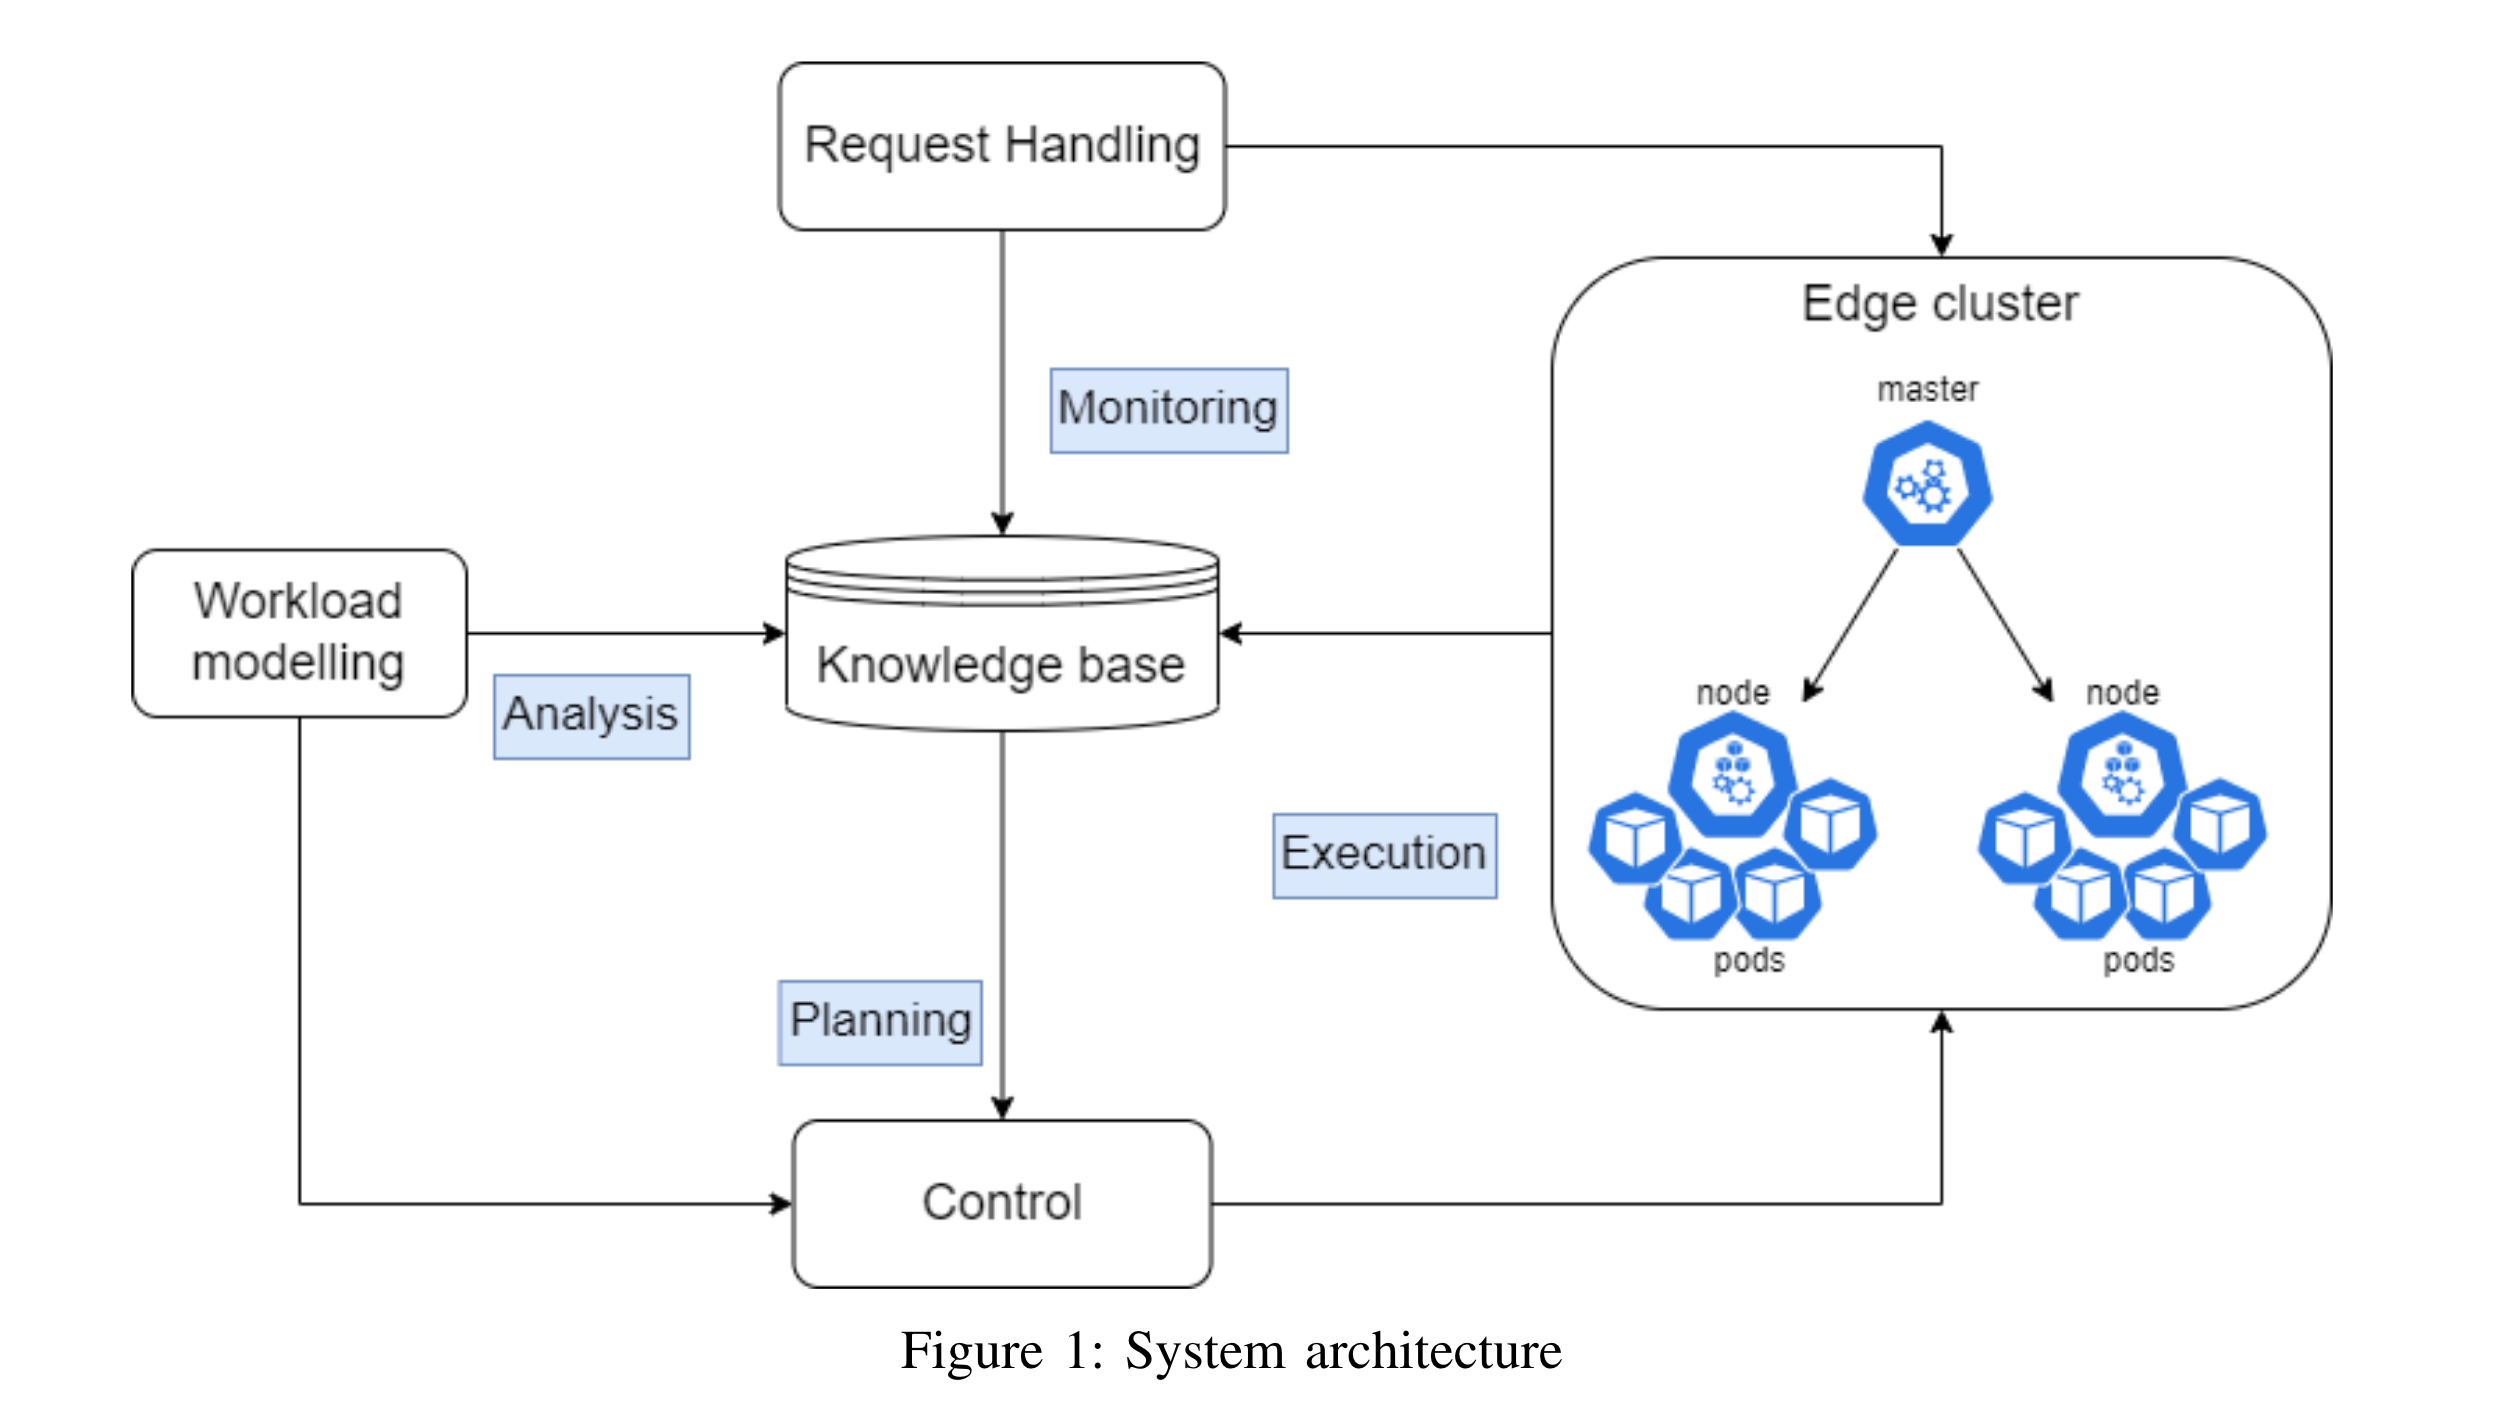 Request Handling
Edge cluster
master
Monitoring
Workload
modelling
Knowledge base
Analysis
node
node
Execution
pods
pods
Planning
Control
Figure 1: System architecture